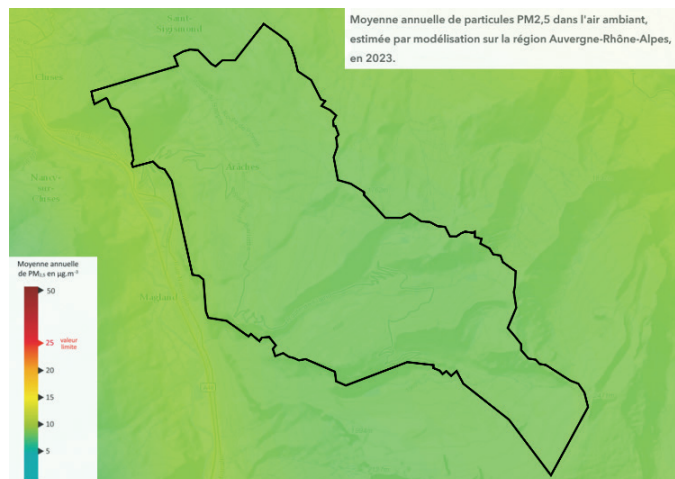 Saint-
Sigismond
Moyenne annuelle de particules PM2,5 dans l'air ambiant,
estimée par modélisation sur la région Auvergne-Rhône-Alpes,
en 2023.
Cluses
Araches
Nancy-
sur-
Cluses
Magland
Moyenne annuelle
de PM2,5 en µg.m-3
50
25 valeur
limite
20
15
10
5